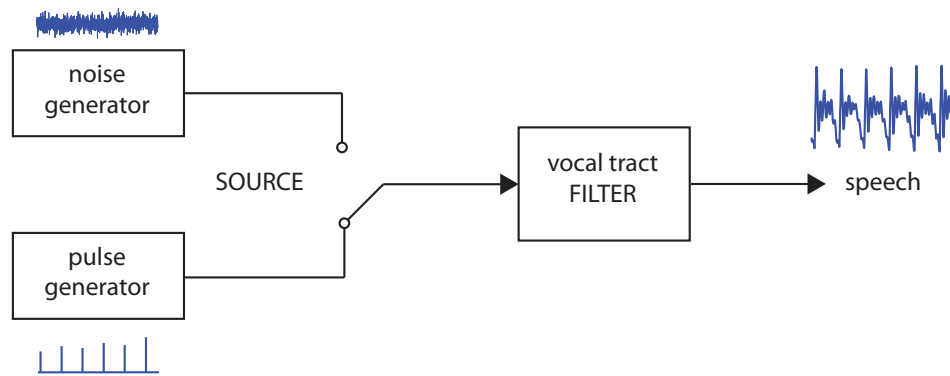 noise
generator
SOURCE
pulse
generator
vocal tract
FILTER
speech